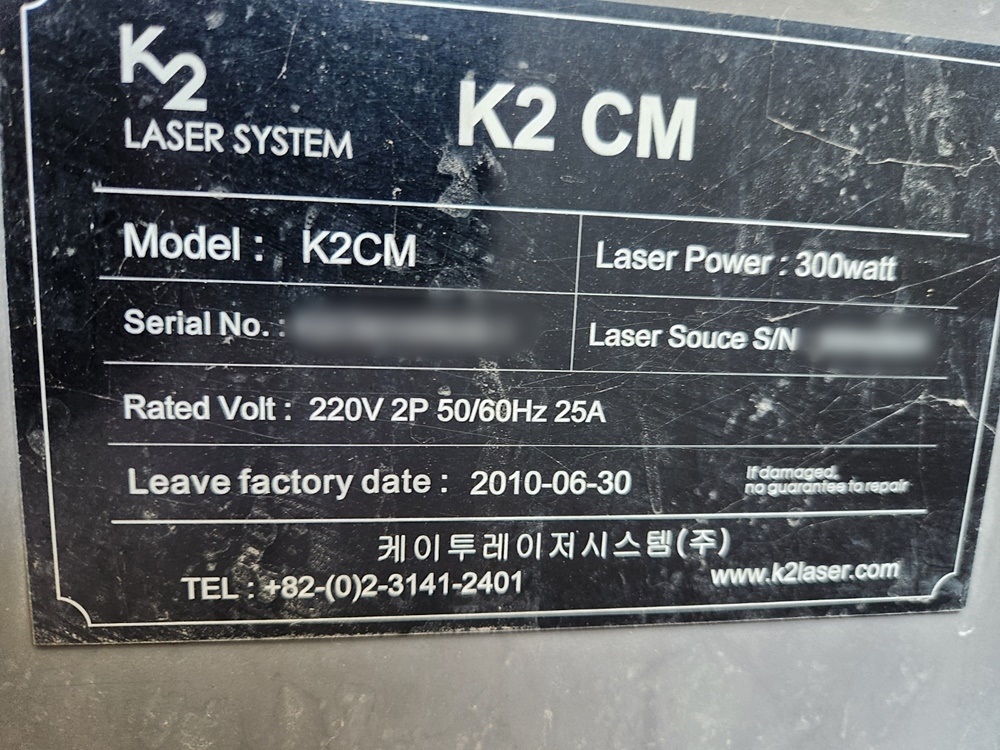 K2
LASER SYSTEM
K2 CM
Model : K2CM
Laser Power : 300watt
Serial No. :
Laser Souce S/N
Rated Volt : 220V 2P 50/60Hz 25A
Leave factory date : 2010-06-30
If damaged,
no guarantee to repair
케이투레이저시스템(주)
TEL : +82-(0)2-3141-2401
www.k2laser.com